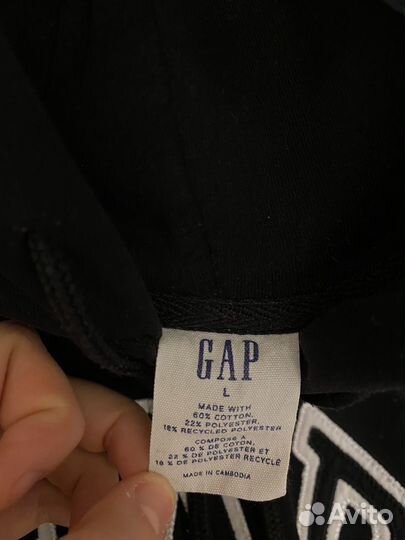 GAP
L
MADE WITH
60% COTTON,
22% POLYESTER,
18% RECYCLED POLYESTER
COMPOSÉ À
60 % DE COTON,
22 % DE POLYESTER ET
18 % DE POLYESTER RECYCLÉ
MADE IN CAMBODIA
Avito